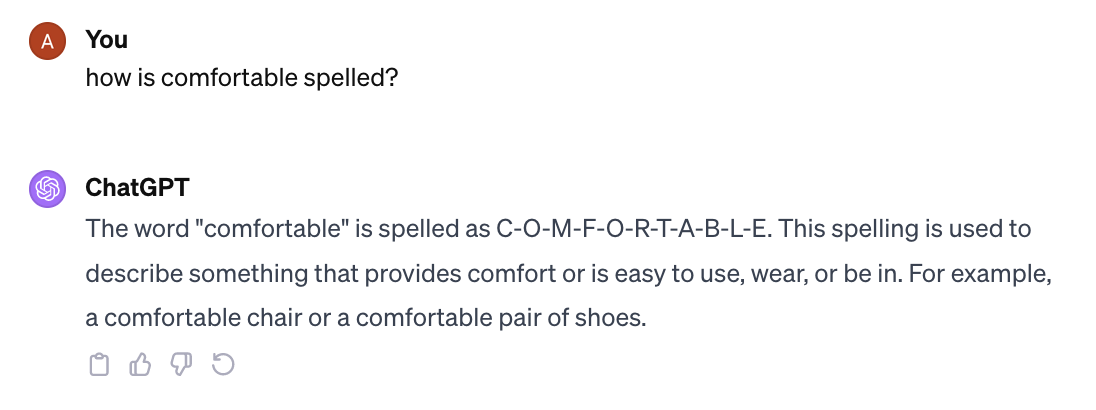 A
You
how is comfortable spelled?
ChatGPT
The word "comfortable" is spelled as C-O-M-F-O-R-T-A-B-L-E. This spelling is used to
describe something that provides comfort or is easy to use, wear, or be in. For example,
a comfortable chair or a comfortable pair of shoes.